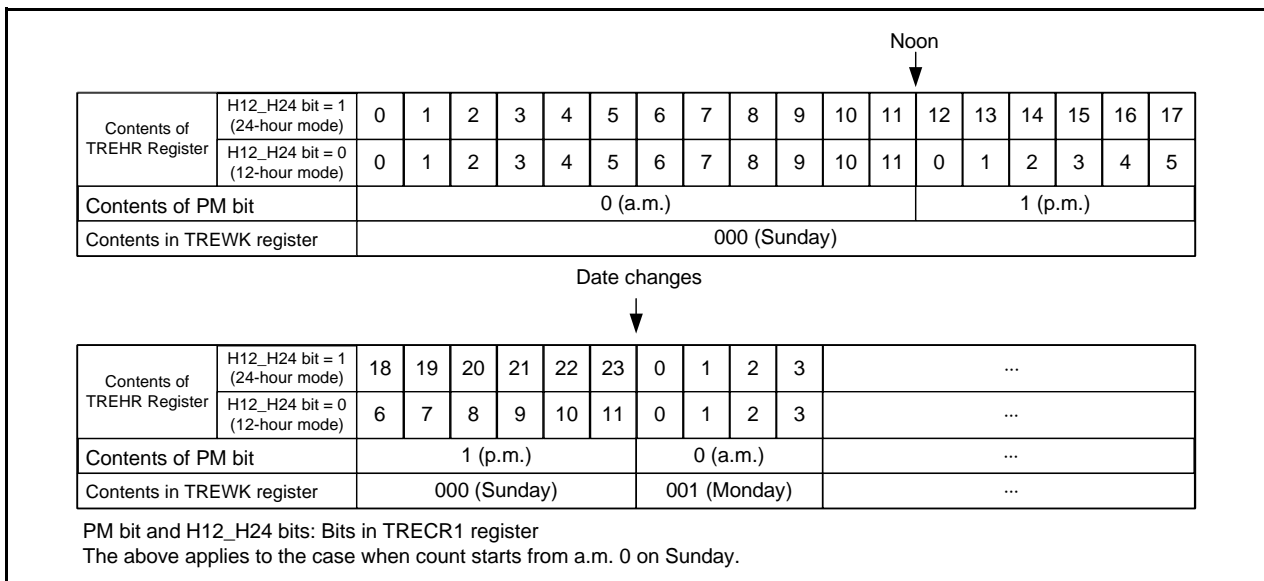 Noon
Contents of TREHR Register
H12_H24 bit = 1 (24-hour mode) 0 1 2 3 4 5 6 7 8 9 10 11 12 13 14 15 16 17
H12_H24 bit = 0 (12-hour mode) 0 1 2 3 4 5 6 7 8 9 10 11 0 1 2 3 4 5
Contents of PM bit 0 (a.m.) 1 (p.m.)
Contents in TREWK register 000 (Sunday)
Date changes
Contents of TREHR Register
H12_H24 bit = 1 (24-hour mode) 18 19 20 21 22 23 0 1 2 3 ...
H12_H24 bit = 0 (12-hour mode) 6 7 8 9 10 11 0 1 2 3 ...
Contents of PM bit 1 (p.m.) 0 (a.m.) ...
Contents in TREWK register 000 (Sunday) 001 (Monday) ...
PM bit and H12_H24 bits: Bits in TRECR1 register
The above applies to the case when count starts from a.m. 0 on Sunday.